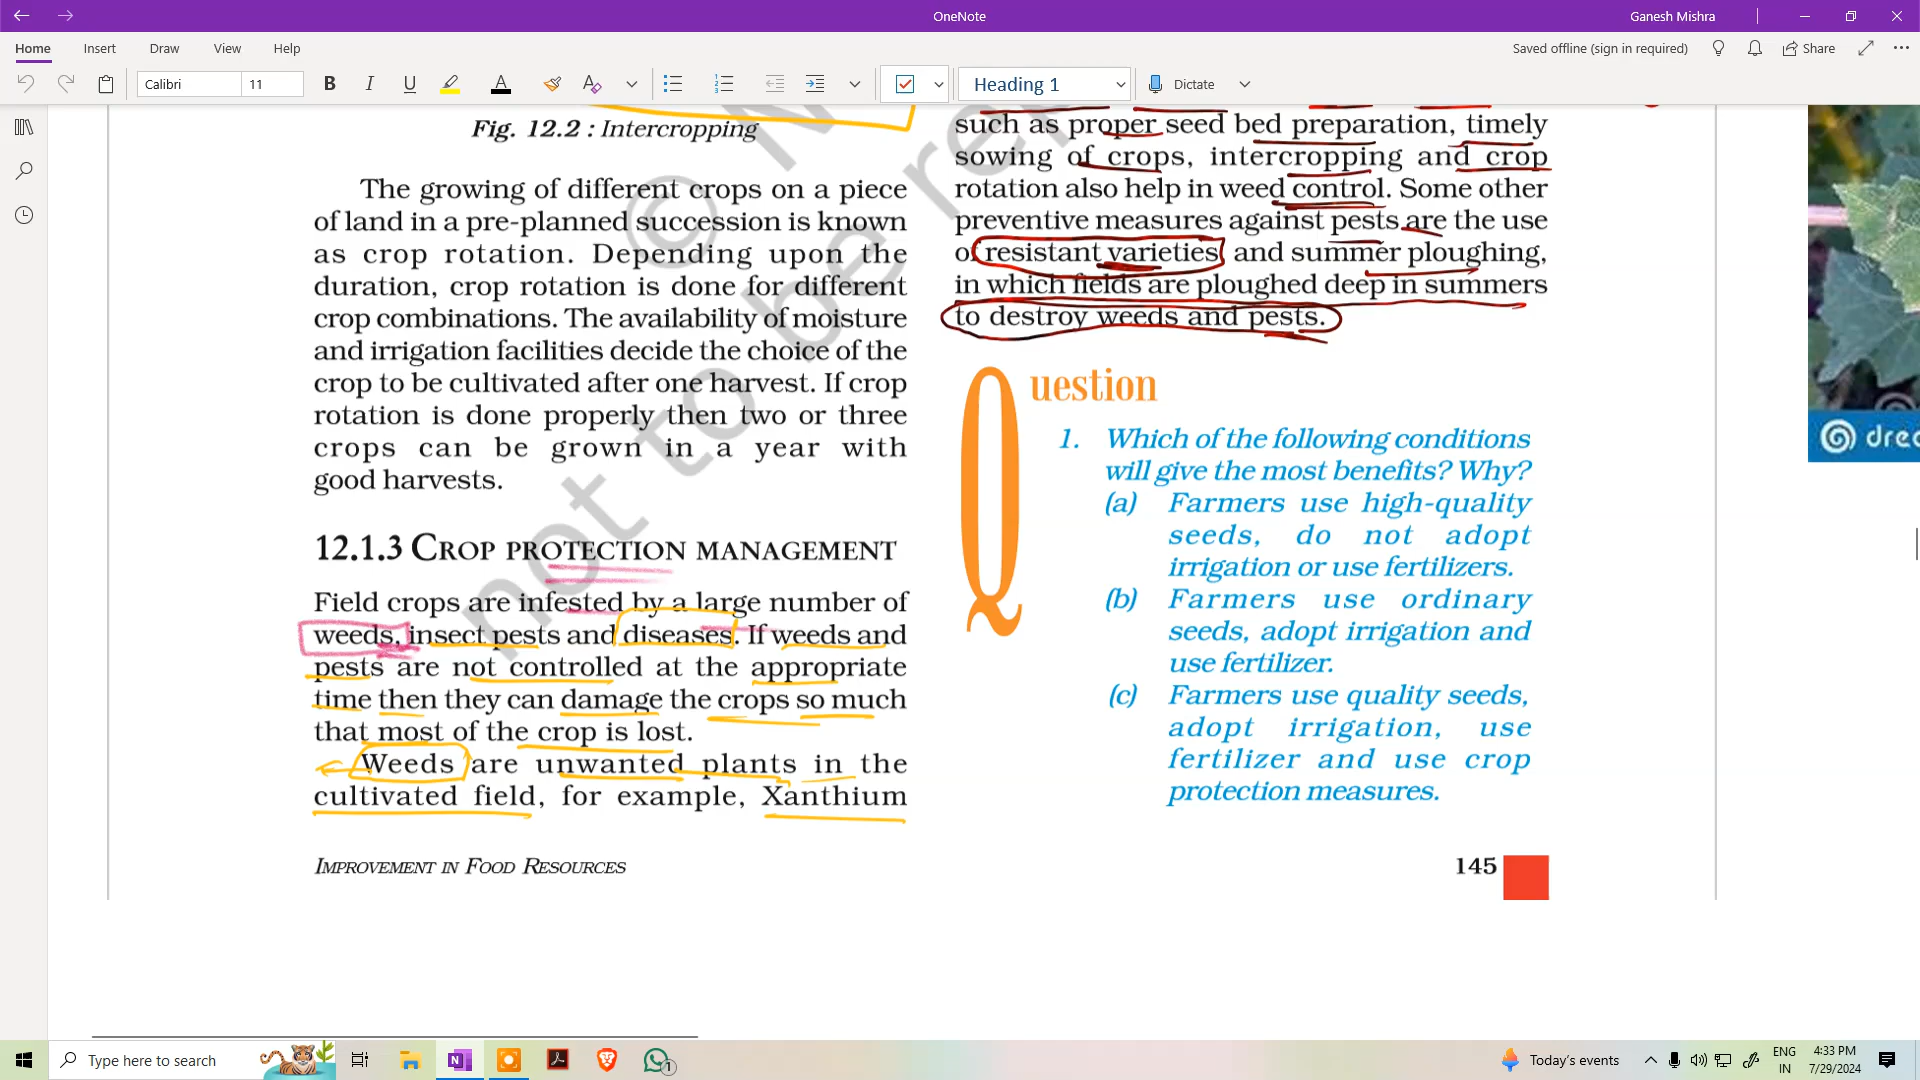 OneNote
Ganesh Mishra
Home Insert Draw View Help
Saved offline (sign in required)
Share
Calibri 11
B I U A
Heading 1
Dictate
Fig. 12.2 : Intercropping
The growing of different crops on a piece
of land in a pre-planned succession is known
as crop rotation. Depending upon the
duration, crop rotation is done for different
crop combinations. The availability of moisture
and irrigation facilities decide the choice of the
crop to be cultivated after one harvest. If crop
rotation is done properly then two or three
crops can be grown in a year with
good harvests.
12.1.3 CROP PROTECTION MANAGEMENT
Field crops are infested by a large number of
weeds, insect pests and diseases. If weeds and
pests are not controlled at the appropriate
time then they can damage the crops so much
that most of the crop is lost.
Weeds are unwanted plants in the
cultivated field, for example, Xanthium
such as proper seed bed preparation, timely
sowing of crops, intercropping and crop
rotation also help in weed control. Some other
preventive measures against pests are the use
of resistant varieties and summer ploughing,
in which fields are ploughed deep in summers
to destroy weeds and pests.
Question
1. Which of the following conditions
will give the most benefits? Why?
(a) Farmers use high-quality
seeds, do not adopt
irrigation or use fertilizers.
(b) Farmers use ordinary
seeds, adopt irrigation and
use fertilizer.
(c) Farmers use quality seeds,
adopt irrigation, use
fertilizer and use crop
protection measures.
IMPROVEMENT IN FOOD RESOURCES
145
not to be re
©
Type here to search
Today's events
ENG
IN
4:33 PM
7/29/2024